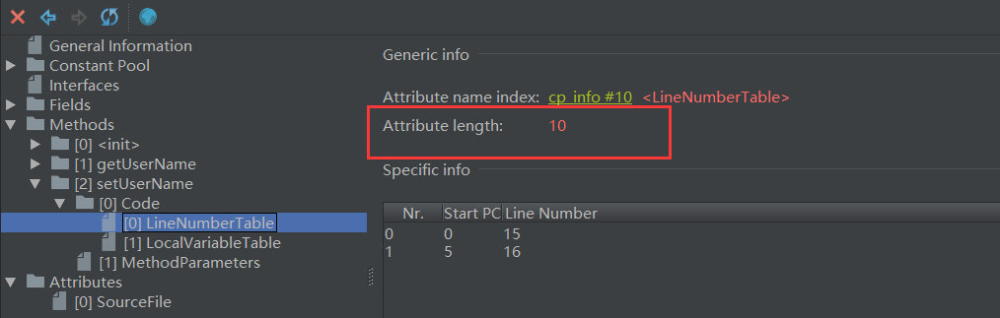 General Information
Constant Pool
Interfaces
Fields
Methods
[0] <init>
[1] getUserName
[2] setUserName
[0] Code
[0] LineNumberTable
[1] LocalVariableTable
[1] MethodParameters
Attributes
[0] SourceFile
Generic info
Attribute name index: cp_info #10 <LineNumberTable>
Attribute length: 10
Specific info
Nr. Start PC Line Number
0 0 15
1 5 16